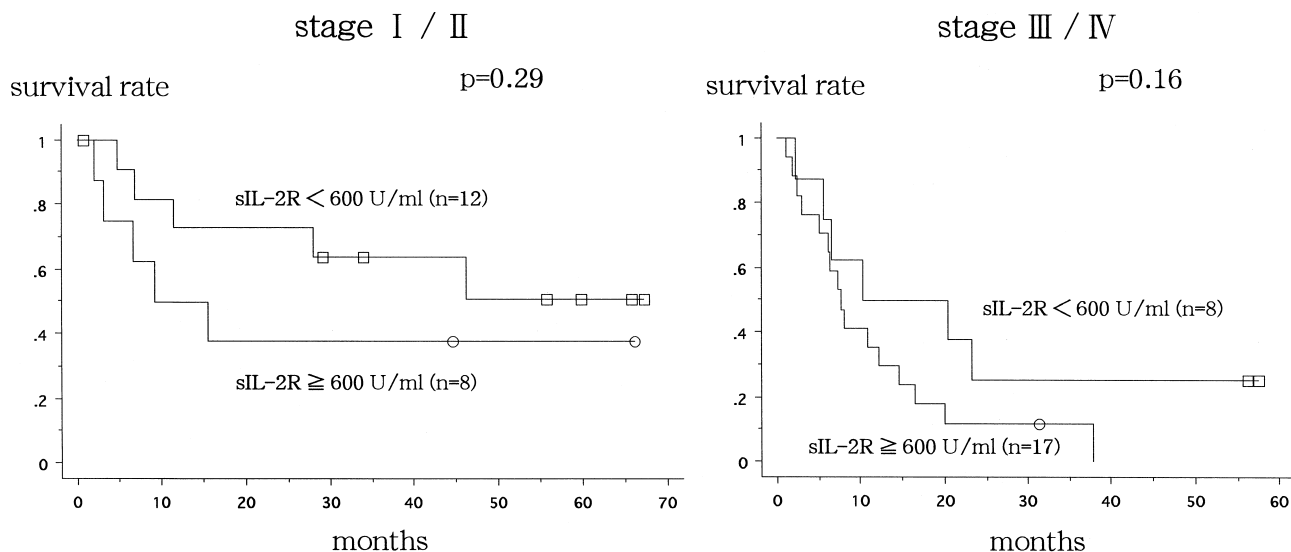 stage Ⅰ / Ⅱ
p=0.29
survival rate
1
.8
.6
.4
.2
0
sIL-2R < 600 U/ml (n=12)
sIL-2R ≧ 600 U/ml (n=8)
0 10 20 30 40 50 60 70
months
stage Ⅲ / Ⅳ
p=0.16
survival rate
1
.8
.6
.4
.2
0
sIL-2R < 600 U/ml (n=8)
sIL-2R ≧ 600 U/ml (n=17)
0 10 20 30 40 50 60
months